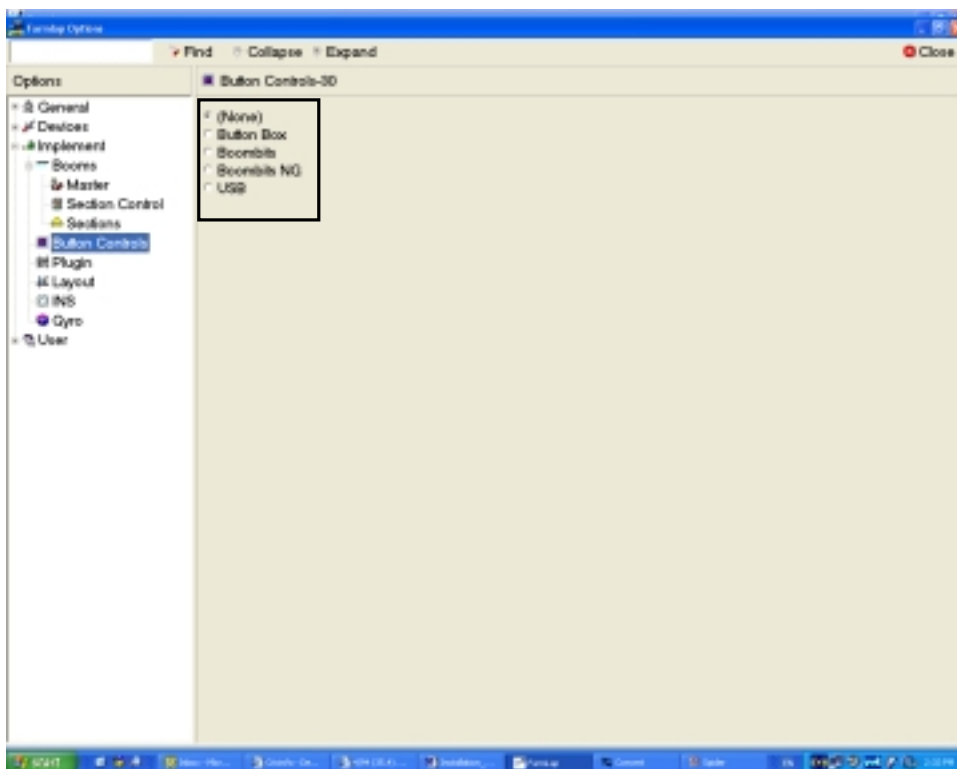 Options
Find Collapse Expand Close
Options
Button Controls-30
General
Devices
Implement
Booms
Master
Section Control
Sections
Button Controls
Plugin
Layout
INS
Gyro
User
(None)
Button Box
Boombits
Boombits NG
USB
START